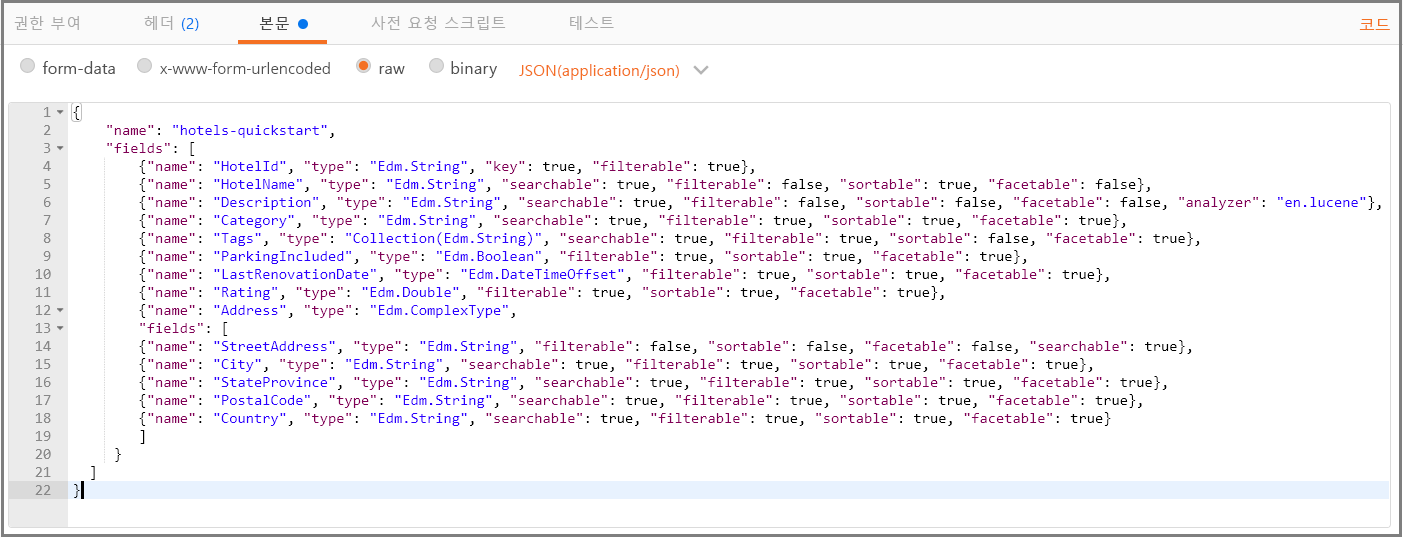 권한 부여 헤더 (2) 본문 사전 요청 스크립트 테스트 코드
form-data x-www-form-urlencoded raw binary JSON(application/json)
1 {
2 "name": "hotels-quickstart",
3 "fields": [
4 {"name": "HotelId", "type": "Edm.String", "key": true, "filterable": true},
5 {"name": "HotelName", "type": "Edm.String", "searchable": true, "filterable": false, "sortable": true, "facetable": false},
6 {"name": "Description", "type": "Edm.String", "searchable": true, "filterable": false, "sortable": false, "facetable": false, "analyzer": "en.lucene"},
7 {"name": "Category", "type": "Edm.String", "searchable": true, "filterable": true, "sortable": true, "facetable": true},
8 {"name": "Tags", "type": "Collection(Edm.String)", "searchable": true, "filterable": true, "sortable": false, "facetable": true},
9 {"name": "ParkingIncluded", "type": "Edm.Boolean", "filterable": true, "sortable": true, "facetable": true},
10 {"name": "LastRenovationDate", "type": "Edm.DateTimeOffset", "filterable": true, "sortable": true, "facetable": true},
11 {"name": "Rating", "type": "Edm.Double", "filterable": true, "sortable": true, "facetable": true},
12 {"name": "Address", "type": "Edm.ComplexType",
13 "fields": [
14 {"name": "StreetAddress", "type": "Edm.String", "filterable": false, "sortable": false, "facetable": false, "searchable": true},
15 {"name": "City", "type": "Edm.String", "searchable": true, "filterable": true, "sortable": true, "facetable": true},
16 {"name": "StateProvince", "type": "Edm.String", "searchable": true, "filterable": true, "sortable": true, "facetable": true},
17 {"name": "PostalCode", "type": "Edm.String", "searchable": true, "filterable": true, "sortable": true, "facetable": true},
18 {"name": "Country", "type": "Edm.String", "searchable": true, "filterable": true, "sortable": true, "facetable": true}
19 ]
20 }
21 ]
22 }